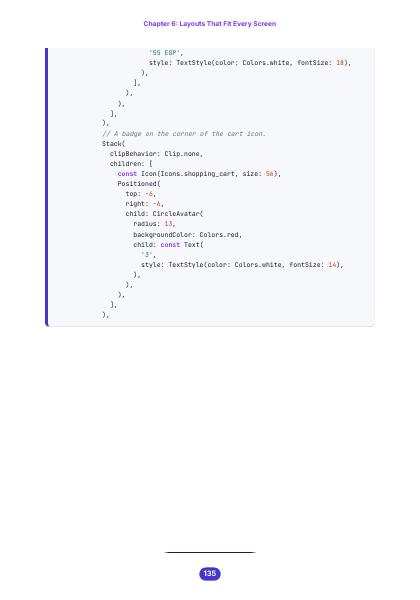 Chapter 6: Layouts That Fit Every Screen
'55 EGP',
style: TextStyle(color: Colors.white, fontSize: 18),
),
],
),
),
],
),
// A badge on the corner of the cart icon.
Stack(
clipBehavior: Clip.none,
children: [
const Icon(Icons.shopping_cart, size: 56),
Positioned(
top: -6,
right: -6,
child: CircleAvatar(
radius: 13,
backgroundColor: Colors.red,
child: const Text(
'3',
style: TextStyle(color: Colors.white, fontSize: 14),
),
),
),
],
),
135